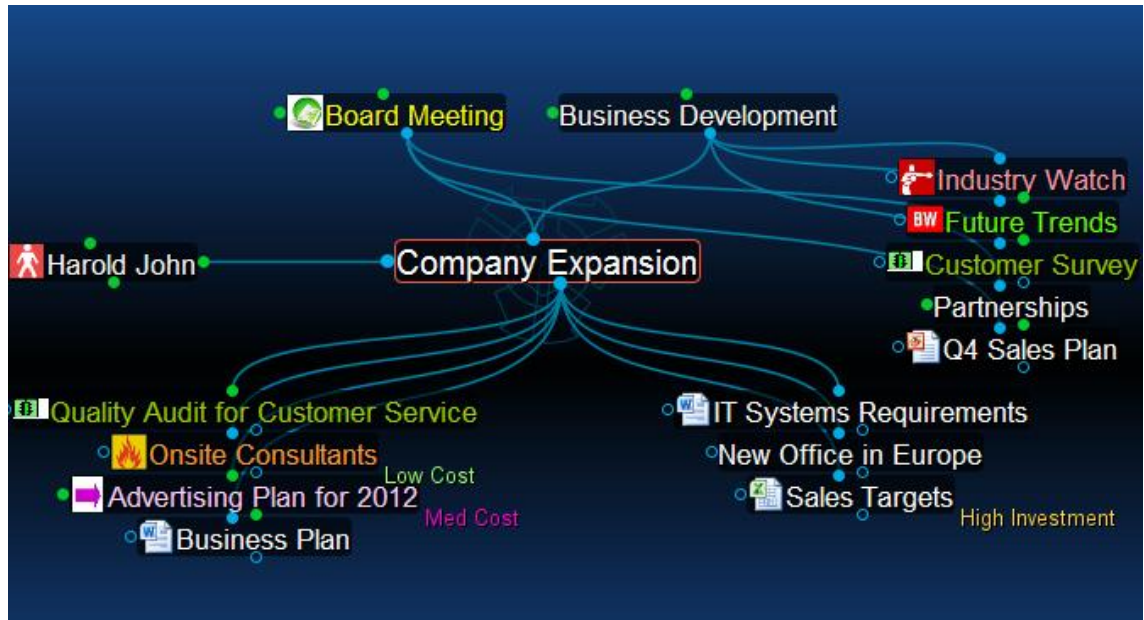 Board Meeting
Business Development
Industry Watch
BW Future Trends
Harold John
Company Expansion
Customer Survey
Partnerships
Q4 Sales Plan
Quality Audit for Customer Service
IT Systems Requirements
Onsite Consultants
New Office in Europe
Low Cost
Advertising Plan for 2012
Sales Targets
Med Cost
High Investment
Business Plan